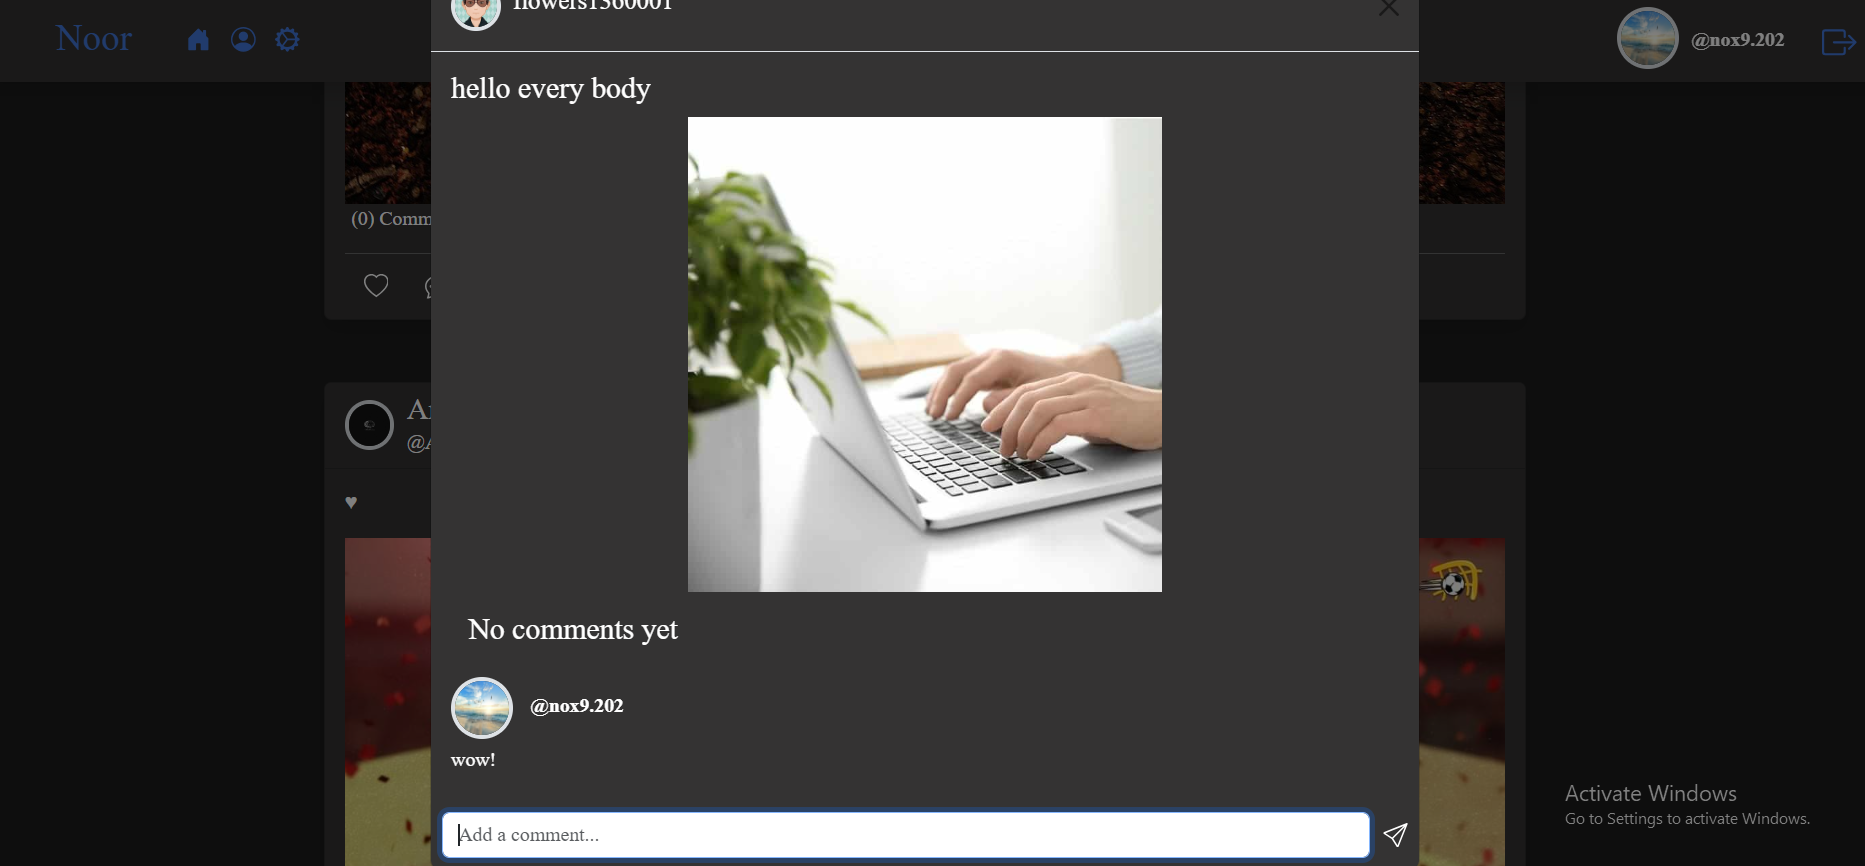 Noor
@nox9.202
flowers1360001
hello every body
(0) Comm
@A
♥
No comments yet
@nox9.202
wow!
Add a comment...
Activate Windows
Go to Settings to activate Windows.